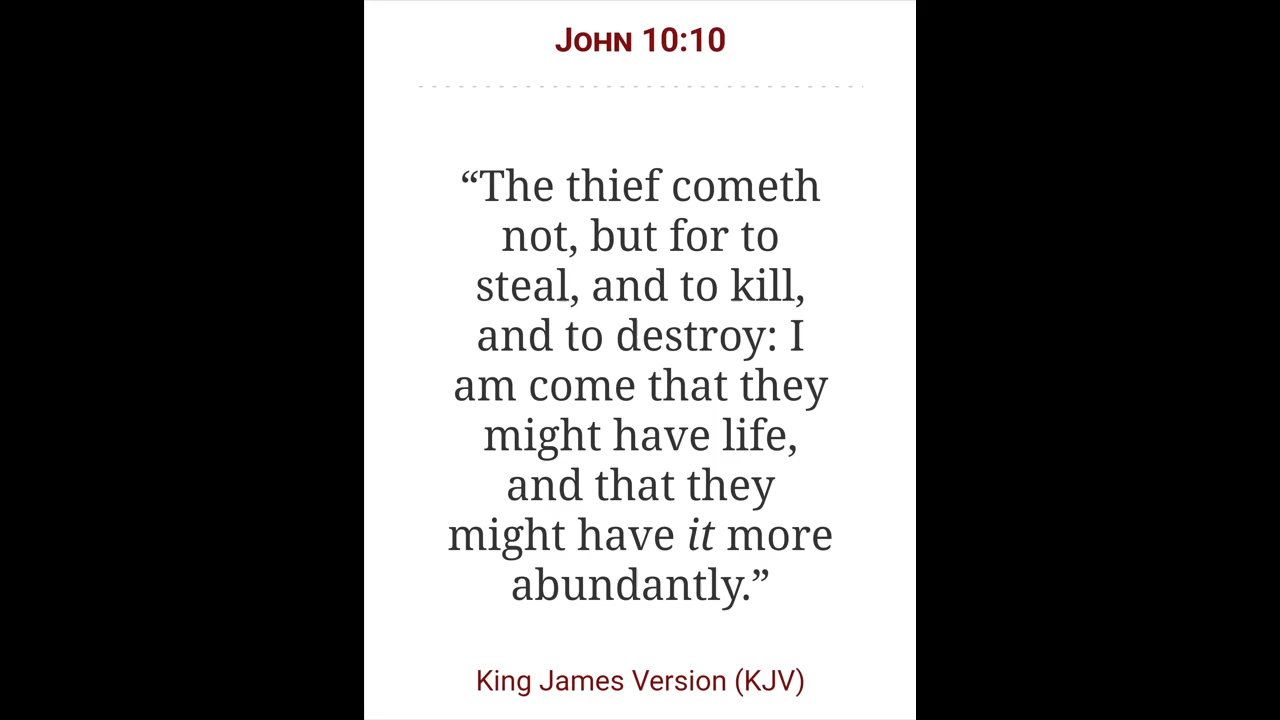 John 10:10
“The thief cometh
not, but for to
steal, and to kill,
and to destroy: I
am come that they
might have life,
and that they
might have it more
abundantly.”
King James Version (KJV)